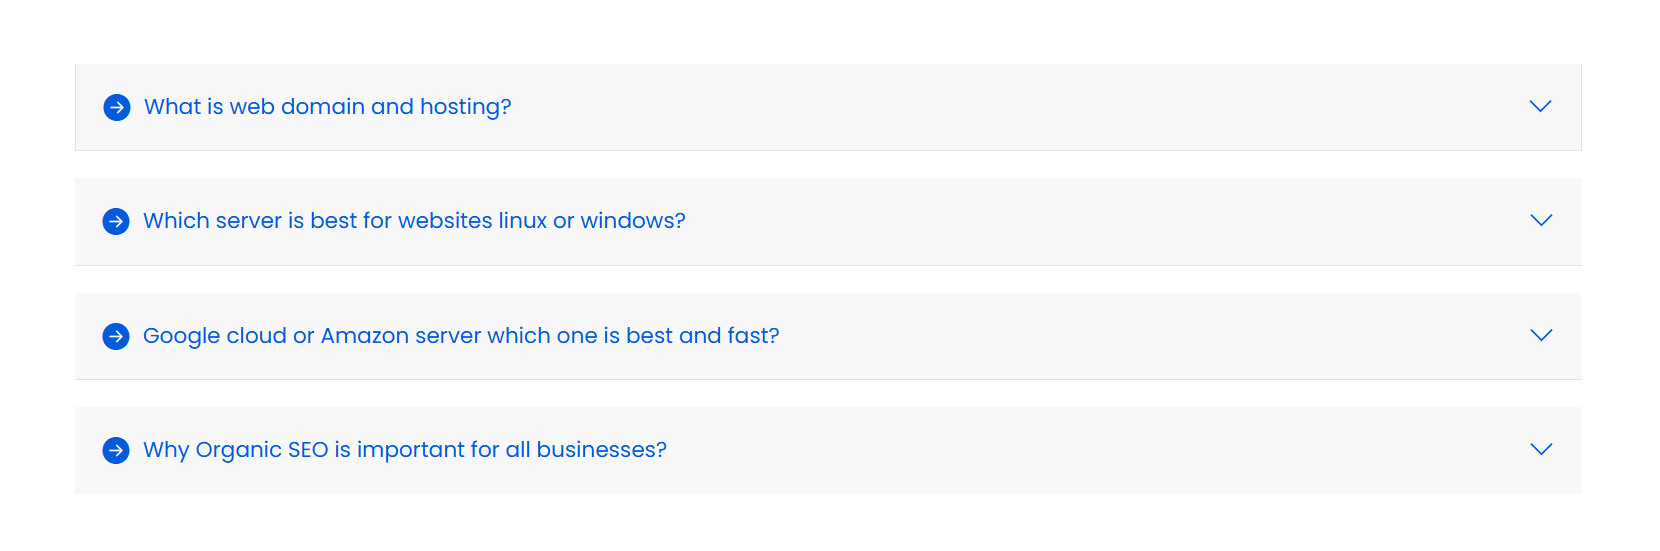 What is web domain and hosting?
Which server is best for websites linux or windows?
Google cloud or Amazon server which one is best and fast?
Why Organic SEO is important for all businesses?